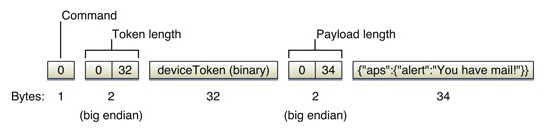 Command
Token length
Payload length
0 0 32 deviceToken (binary) 0 34 {"aps":{"alert":"You have mail!"}}
Bytes: 1 2 32 2 34
(big endian) (big endian)